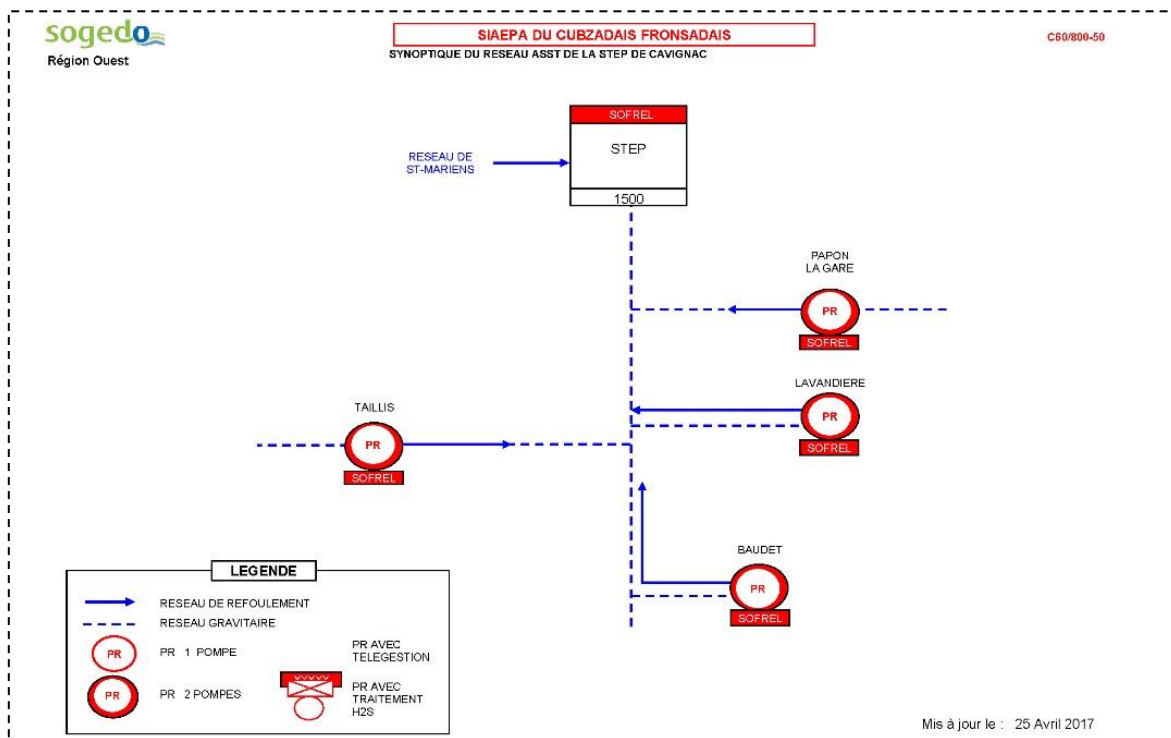 sogedo
Région Ouest
SIAEPA DU CUBZADAIS FRONSADAIS
SYNOPTIQUE DU RESEAU ASST DE LA STEP DE CAVIGNAC
C60/800-50
SOFREL
STEP
1500
RESEAU DE
ST-MARIENS
PAPON
LA GARE
PR
SOFREL
LAVANDIERE
PR
SOFREL
TAILLIS
PR
SOFREL
BAUDET
PR
SOFREL
LEGENDE
RESEAU DE REFOULEMENT
RESEAU GRAVITAIRE
PR
PR 1 POMPE
PR AVEC
TELEGESTION
PR
PR 2 POMPES
PR AVEC
TRAITEMENT
H2S
Mis à jour le : 25 Avril 2017